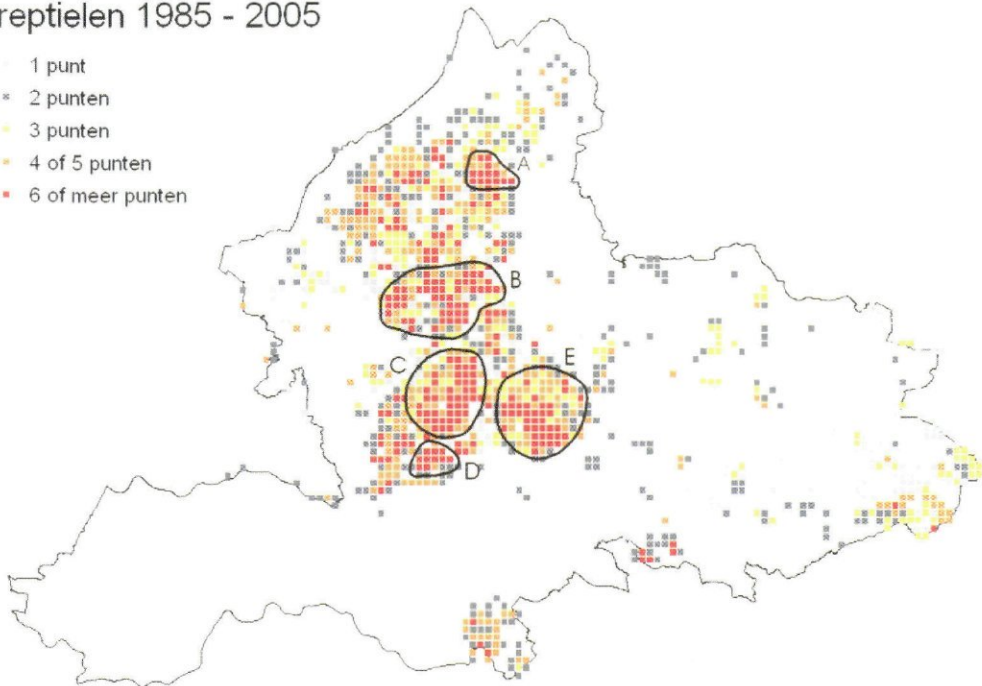 reptielen 1985 - 2005
1 punt
2 punten
3 punten
4 of 5 punten
6 of meer punten
A
B
C
E
D